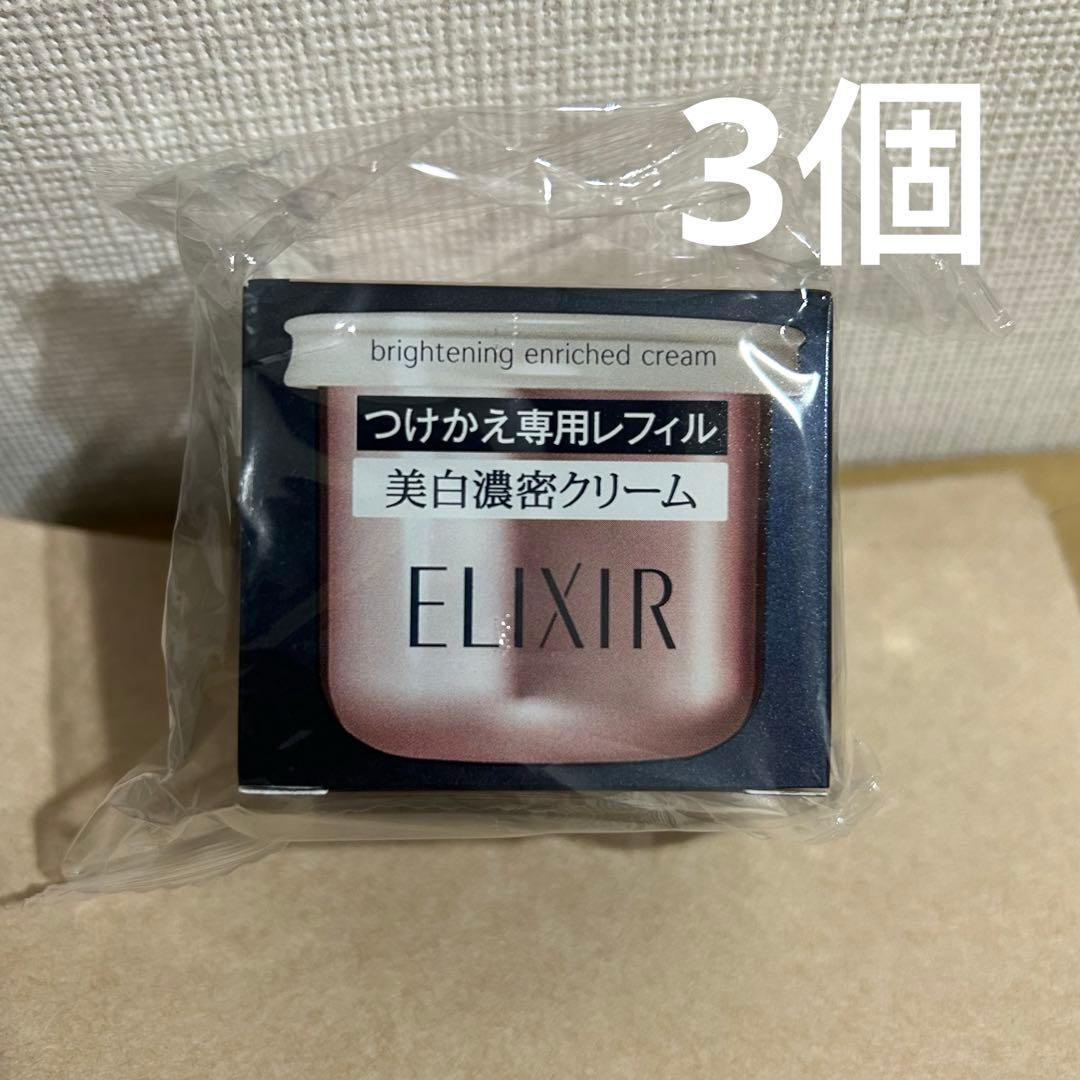 3個
brightening enriched cream
つけかえ専用レフィル
美白濃密クリーム
ELIXIR